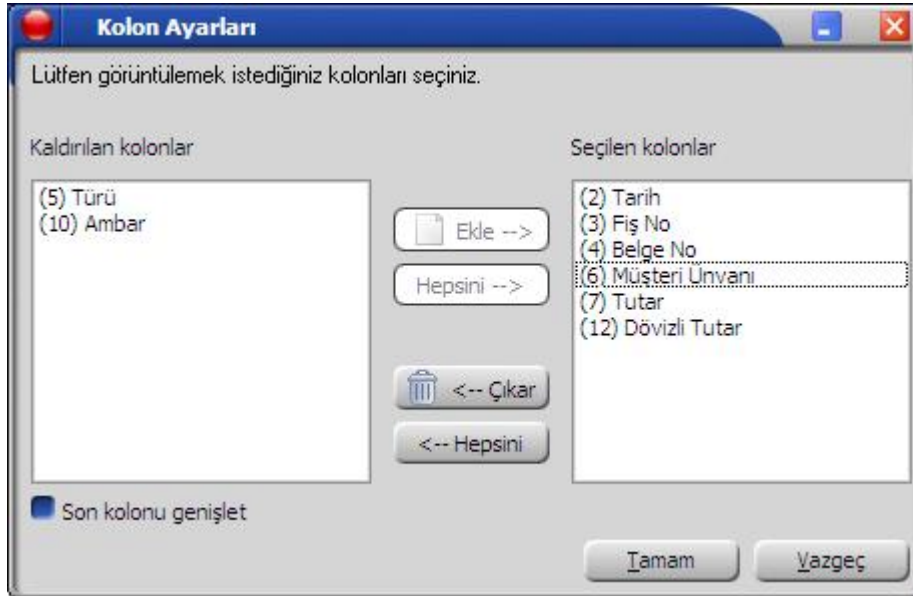 Kolon Ayarları
Lütfen görüntülemek istediğiniz kolonları seçiniz.
Kaldırılan kolonlar
(5) Türü
(10) Ambar
Ekle -->
Hepsini -->
<-- Çıkar
<-- Hepsini
Seçilen kolonlar
(2) Tarih
(3) Fiş No
(4) Belge No
(6) Müşteri Ünvanı
(7) Tutar
(12) Dövizli Tutar
Son kolonu genişlet
Tamam
Vazgeç